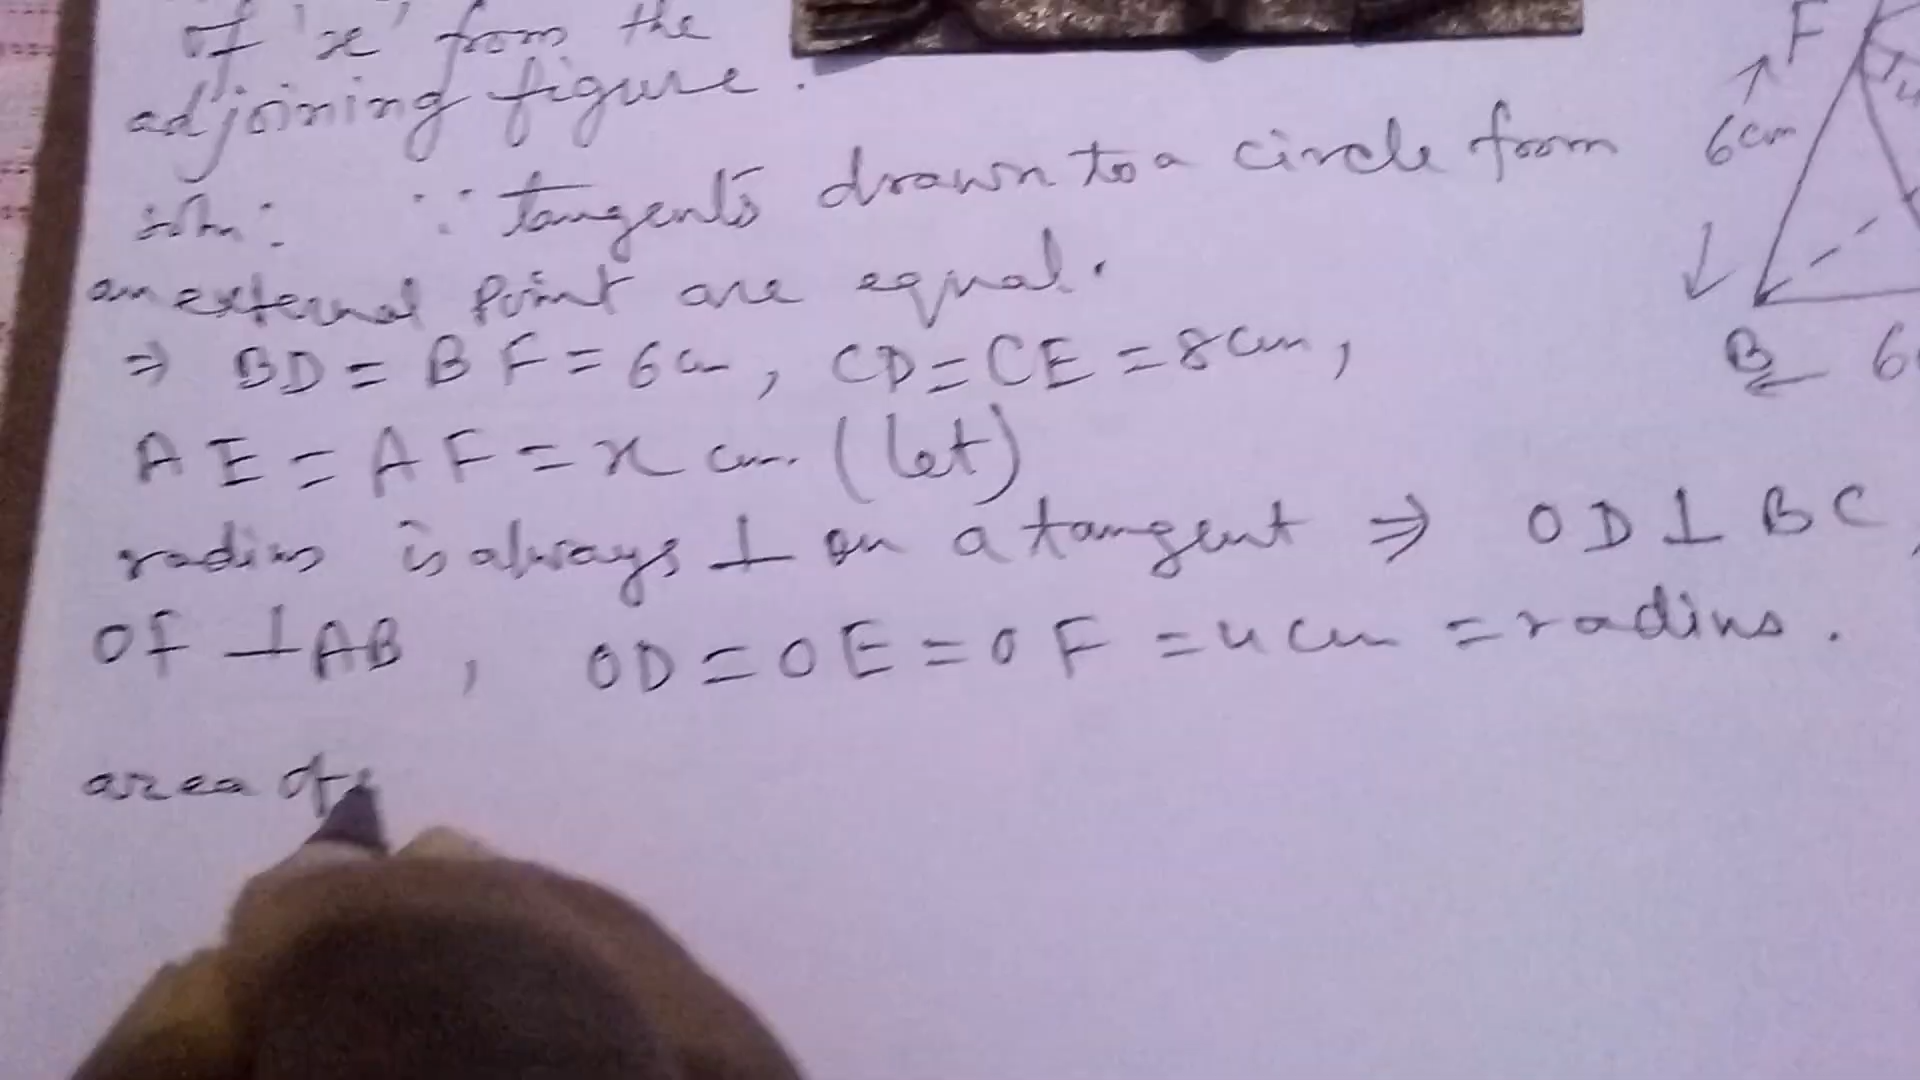 of 'x' from the
adjoining figure.
soln: ∵ tangents drawn to a circle from
an external point are equal.
⇒ BD = BF = 6cm, CD = CE = 8cm,
AE = AF = x cm. (let)
radius is always ⊥ on a tangent ⇒ OD ⊥ BC,
OF ⊥ AB, OD = OE = OF = 4cm = radius.
area of
F
6cm
B
6